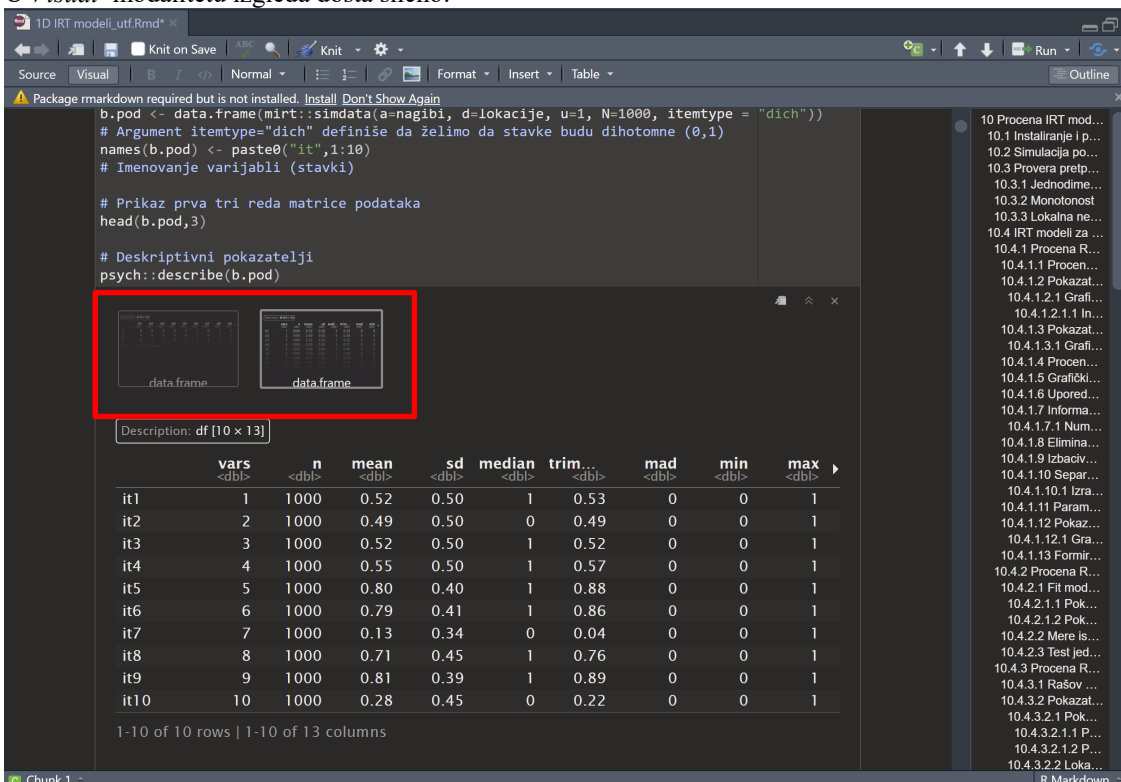 U Visual modalitetu izgleda dosta slično:
1D IRT modeli_utf.Rmd*
Knit on Save ABC Knit Run
Source Visual B I </> Normal Format Insert Table Outline
Package rmarkdown required but is not installed. Install Don't Show Again
b.pod <- data.frame(mirt::simdata(a=nagibi, d=lokacije, u=1, N=1000, itemtype = "dich"))
# Argument itemtype="dich" definiše da želimo da stavke budu dihotomne (0,1)
names(b.pod) <- paste0("it",1:10)
# Imenovanje varijabli (stavki)
# Prikaz prva tri reda matrice podataka
head(b.pod,3)
# Deskriptivni pokazatelji
psych::describe(b.pod)
data.frame data.frame
Description: df [10 × 13]
vars n mean sd median trim... mad min max
<dbl> <dbl> <dbl> <dbl> <dbl> <dbl> <dbl> <dbl> <dbl>
it1 1 1000 0.52 0.50 1 0.53 0 0 1
it2 2 1000 0.49 0.50 0 0.49 0 0 1
it3 3 1000 0.52 0.50 1 0.52 0 0 1
it4 4 1000 0.55 0.50 1 0.57 0 0 1
it5 5 1000 0.80 0.40 1 0.88 0 0 1
it6 6 1000 0.79 0.41 1 0.86 0 0 1
it7 7 1000 0.13 0.34 0 0.04 0 0 1
it8 8 1000 0.71 0.45 1 0.76 0 0 1
it9 9 1000 0.81 0.39 1 0.89 0 0 1
it10 10 1000 0.28 0.45 0 0.22 0 0 1
1-10 of 10 rows | 1-10 of 13 columns
10 Procena IRT mod...
10.1 Instaliranje i p...
10.2 Simulacija po...
10.3 Provera pretp...
10.3.1 Jednodime...
10.3.2 Monotonost
10.3.3 Lokalna ne...
10.4 IRT modeli za ...
10.4.1 Procena R...
10.4.1.1 Procen...
10.4.1.2 Pokazat...
10.4.1.2.1 Grafi...
10.4.1.2.1.1 In...
10.4.1.3 Pokazat...
10.4.1.3.1 Grafi...
10.4.1.4 Procen...
10.4.1.5 Grafički...
10.4.1.6 Upored...
10.4.1.7 Informa...
10.4.1.7.1 Num...
10.4.1.8 Elimina...
10.4.1.9 Izbaciv...
10.4.1.10 Separ...
10.4.1.10.1 Izra...
10.4.1.11 Param...
10.4.1.12 Pokaz...
10.4.1.12.1 Gra...
10.4.1.13 Formir...
10.4.2 Procena R...
10.4.2.1 Fit mod...
10.4.2.1.1 Pok...
10.4.2.1.2 Pok...
10.4.2.2 Mere is...
10.4.2.3 Test jed...
10.4.3 Procena R...
10.4.3.1 Rašov ...
10.4.3.2 Pokazat...
10.4.3.2.1 Pok...
10.4.3.2.1.1 P...
10.4.3.2.1.2 P...
10.4.3.2.2 Loka...
Chunk 1 R Markdown